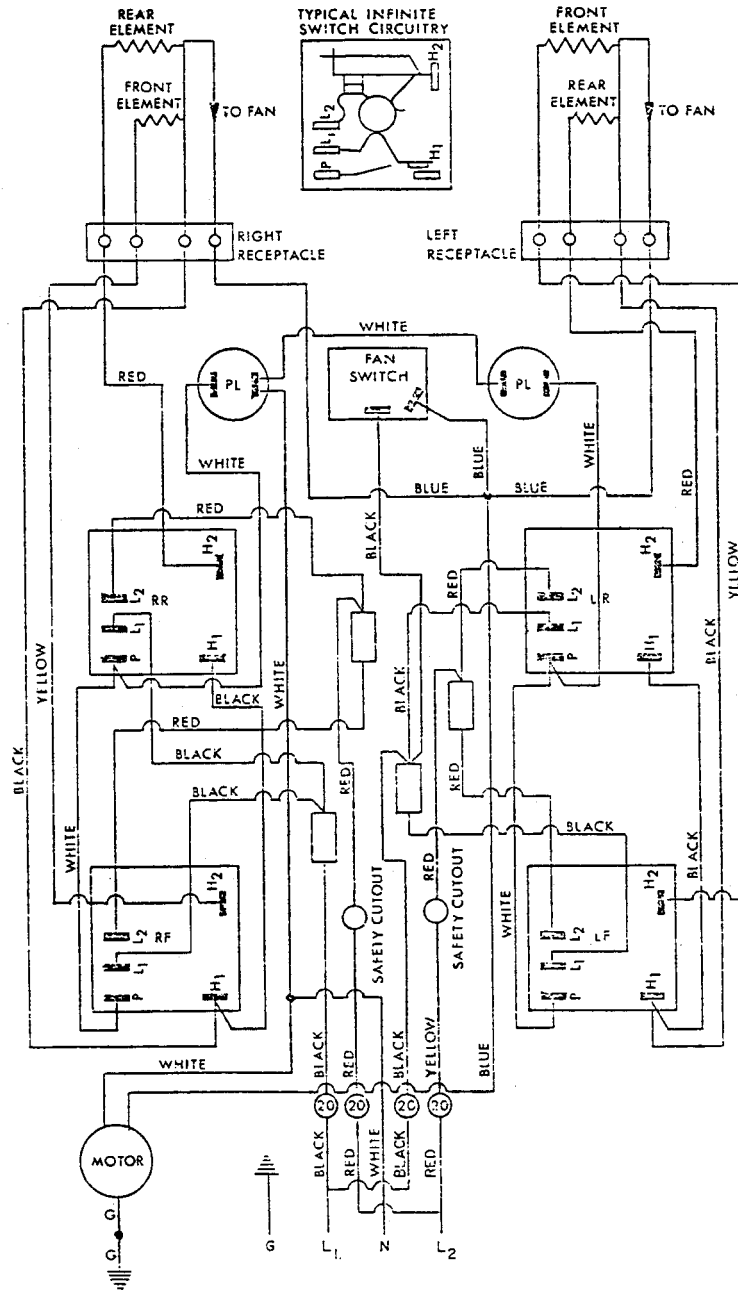 REAR
ELEMENT
FRONT
ELEMENT
TO FAN
TYPICAL INFINITE
SWITCH CIRCUITRY
H2
L2
L1
P
H1
FRONT
ELEMENT
REAR
ELEMENT
TO FAN
RIGHT
RECEPTACLE
LEFT
RECEPTACLE
WHITE
RED
PL
FAN
SWITCH
PL
WHITE
BLUE
WHITE
RED
BLACK
BLUE
BLUE
RED
YELLOW
H2
L2
RR
L1
P
H1
RED
H2
L2
LR
L1
P
H1
BLACK
YELLOW
BLACK
WHITE
BLACK
RED
BLACK
RED
RED
BLACK
BLACK
BLACK
WHITE
RED
BLACK
H2
L2
RF
L1
P
H1
SAFETY CUTOUT
SAFETY CUTOUT
WHITE
H2
L2
LF
L1
P
H1
WHITE
BLACK
RED
BLACK
YELLOW
BLUE
20
20
20
20
MOTOR
BLACK
RED
WHITE
BLACK
RED
G
G
G
L1
N
L2